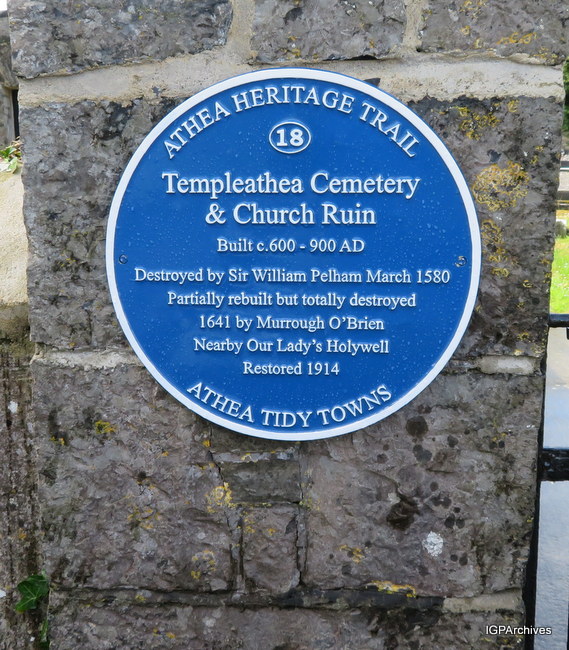 ATHEA HERITAGE TRAIL
18
Templeathea Cemetery
& Church Ruin
Built c.600 - 900 AD
Destroyed by Sir William Pelham March 1580
Partially rebuilt but totally destroyed
1641 by Murrough O'Brien
Nearby Our Lady's Holywell
Restored 1914
ATHEA TIDY TOWNS
IGPArchives